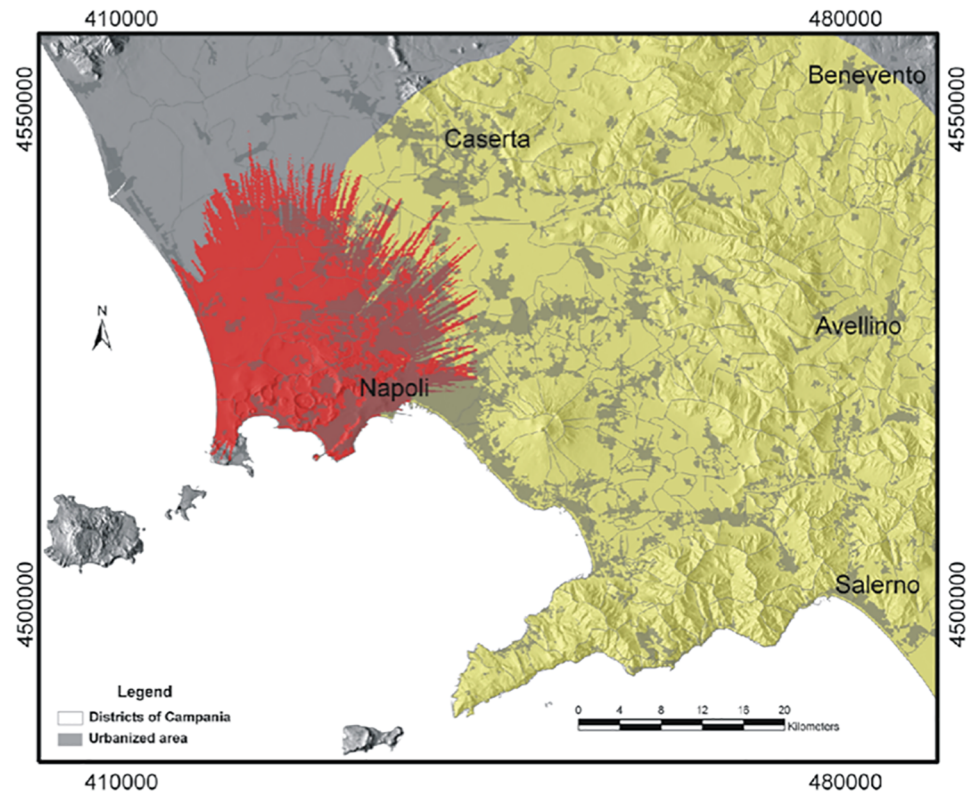 410000
480000
4550000
4550000
Benevento
Caserta
N
Avellino
Napoli
4500000
4500000
Salerno
Legend
Districts of Campania
Urbanized area
0 4 8 12 16 20
Kilometers
410000
480000